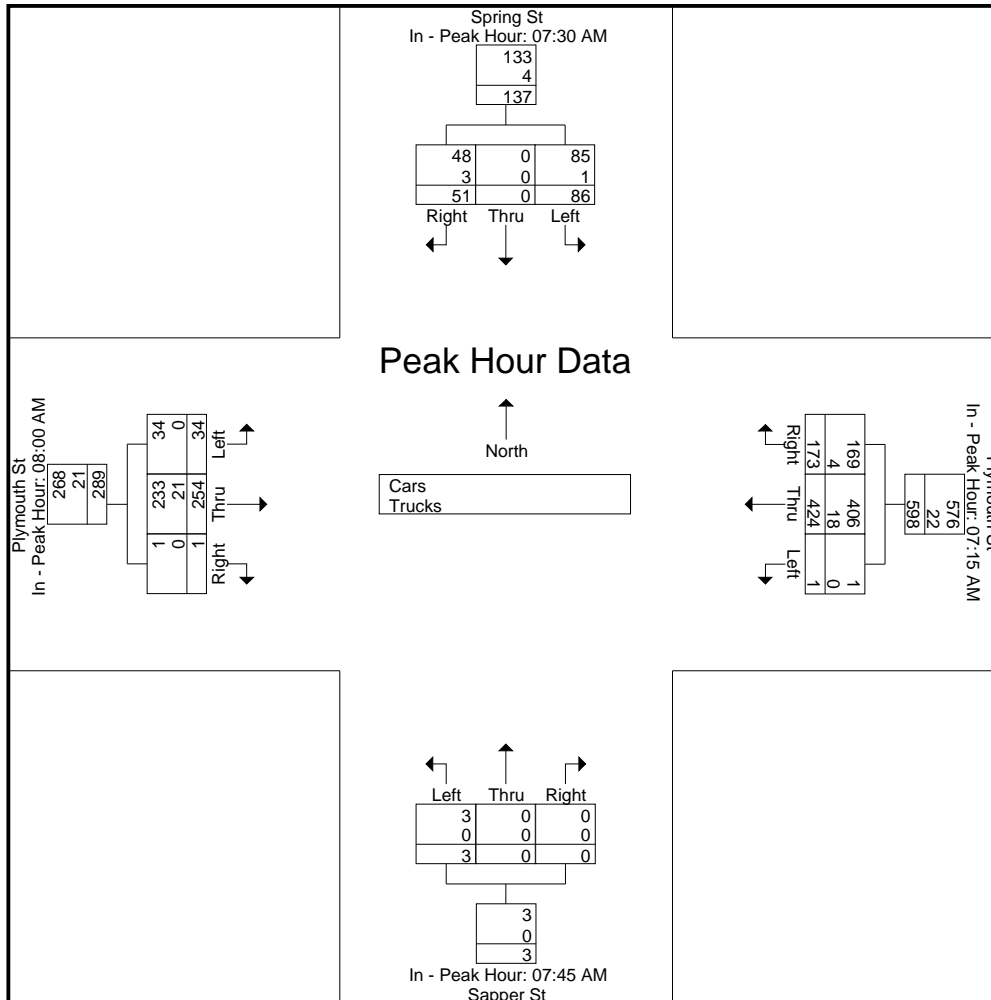 Spring St
In - Peak Hour: 07:30 AM
133
4
137
48 0 85
3 0 1
51 0 86
Right Thru Left
Peak Hour Data
North
Cars
Trucks
Plymouth St
In - Peak Hour: 08:00 AM
268
21
289
34 0 34
Left
233 21 254
Thru
1 0 1
Right
Plymouth St
In - Peak Hour: 07:15 AM
576
22
598
169 406 1
4 18 0
173 424 1
Right Thru Left
Left Thru Right
3 0 0
0 0 0
3 0 0
3
0
3
In - Peak Hour: 07:45 AM
Sapper St